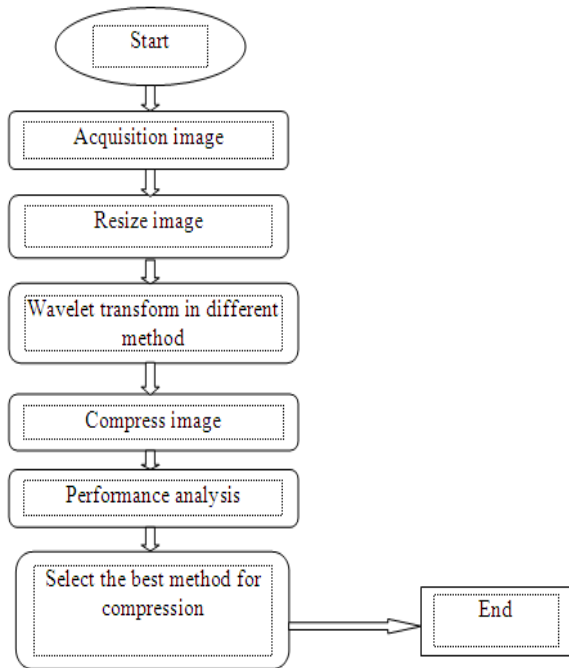 Start
Acquisition image
Resize image
Wavelet transform in different
method
Compress image
Performance analysis
Select the best method for
compression
End